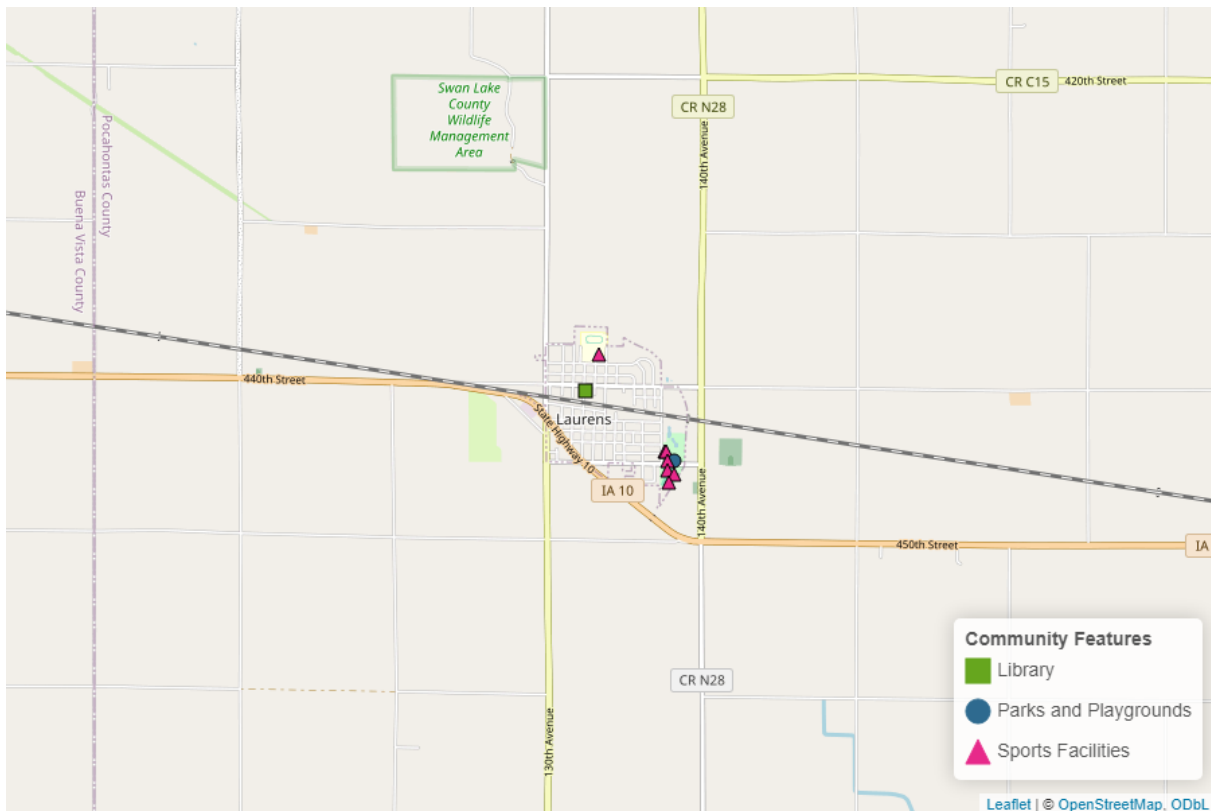 Swan Lake
County
Wildlife
Management
Area
CR N28
CR C15
420th Street
140th Avenue
Pocahontas County
Buena Vista County
440th Street
Laurens
State Highway 10
IA 10
140th Avenue
450th Street
IA
CR N28
130th Avenue
Community Features
Library
Parks and Playgrounds
Sports Facilities
Leaflet | © OpenStreetMap, ODbL